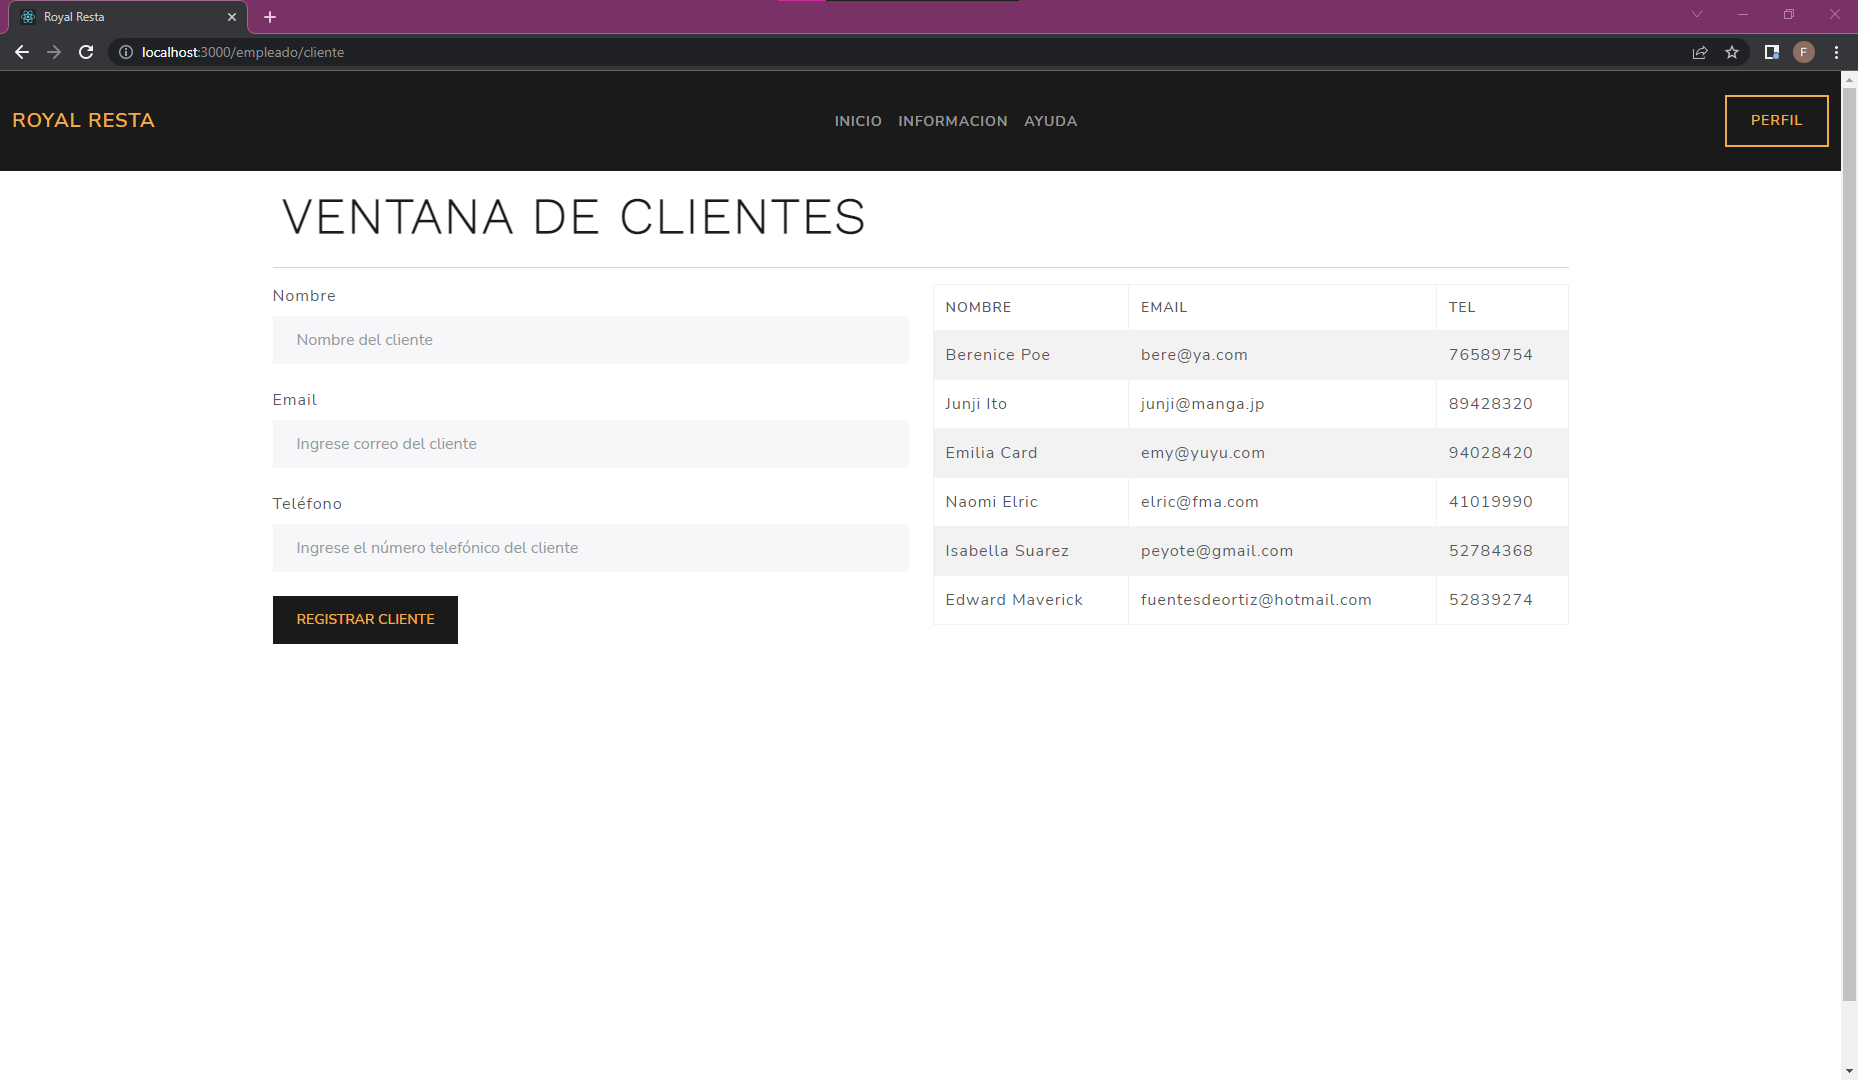 Royal Resta
localhost:3000/empleado/cliente
F
ROYAL RESTA
INICIO INFORMACION AYUDA
PERFIL
VENTANA DE CLIENTES
Nombre
Nombre del cliente
Email
Ingrese correo del cliente
Teléfono
Ingrese el número telefónico del cliente
REGISTRAR CLIENTE
NOMBRE EMAIL TEL
Berenice Poe bere@ya.com 76589754
Junji Ito junji@manga.jp 89428320
Emilia Card emy@yuyu.com 94028420
Naomi Elric elric@fma.com 41019990
Isabella Suarez peyote@gmail.com 52784368
Edward Maverick fuentesdeortiz@hotmail.com 52839274